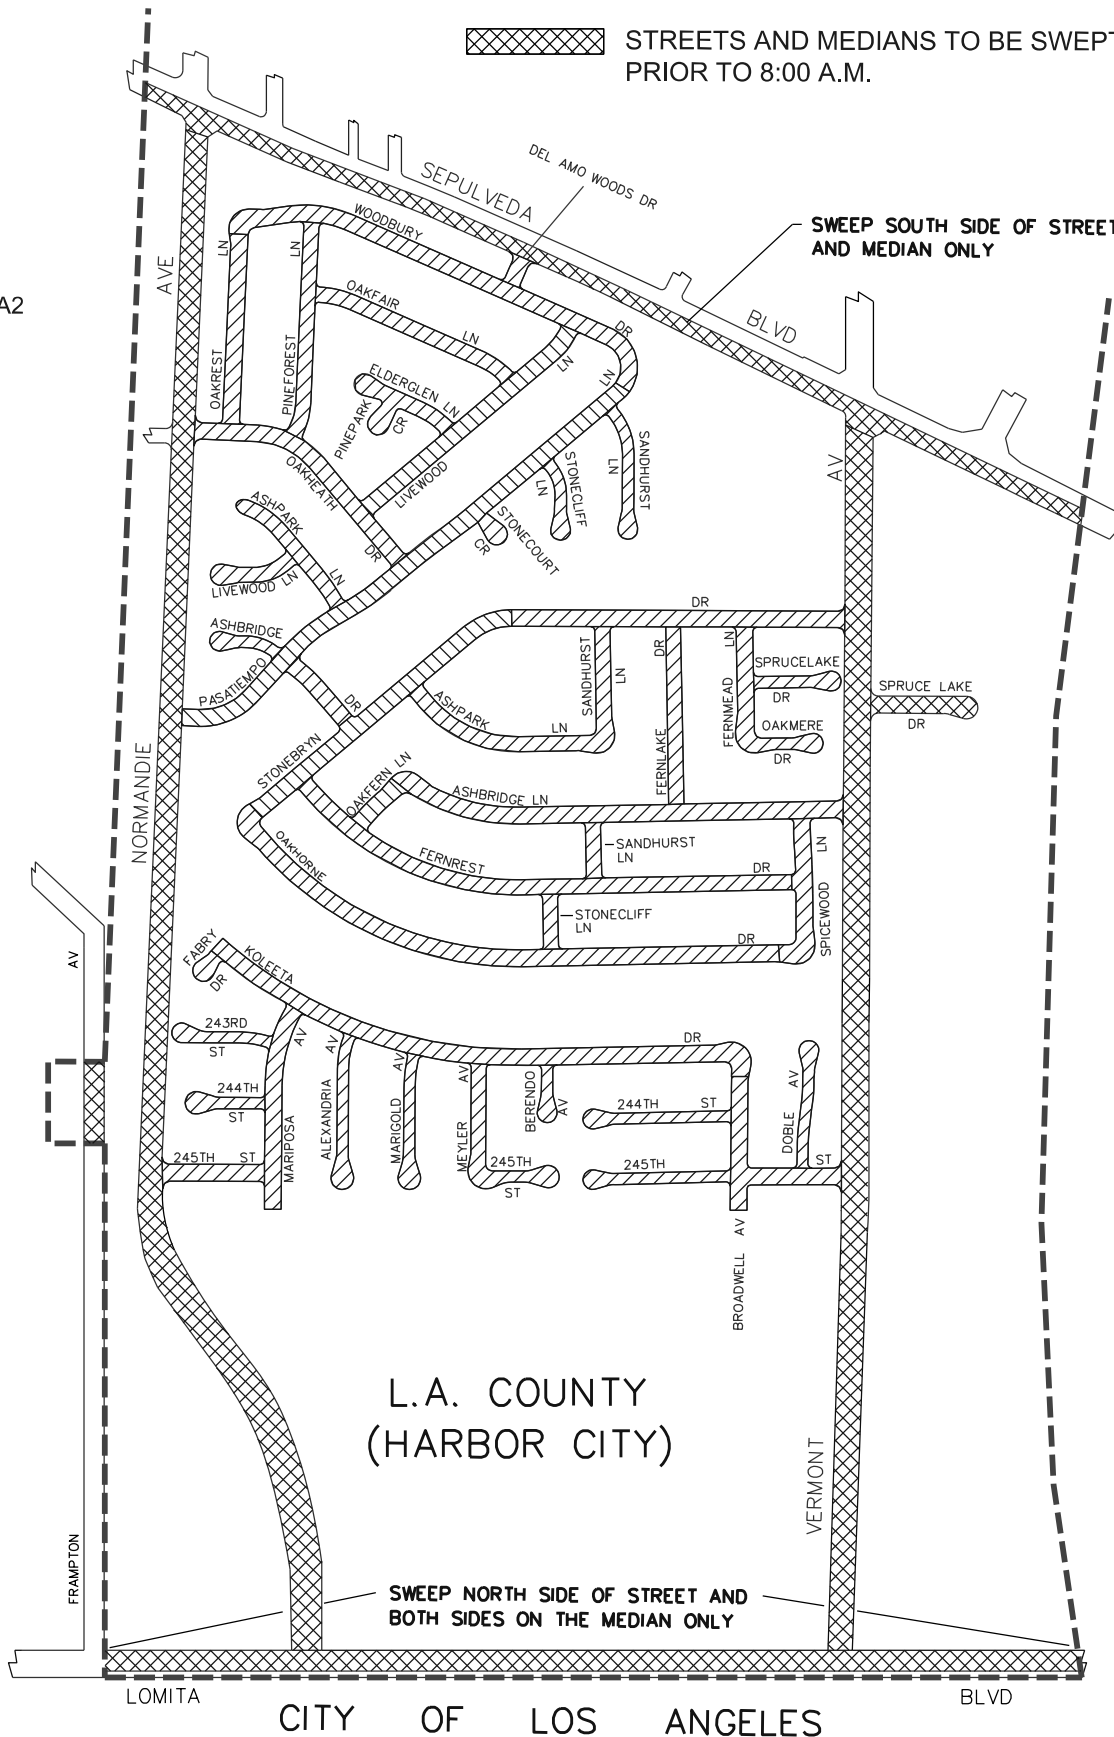 STREETS AND MEDIANS TO BE SWEPT
PRIOR TO 8:00 A.M.
DEL AMO WOODS DR
SEPULVEDA
BLVD
SWEEP SOUTH SIDE OF STREET
AND MEDIAN ONLY
A2
WOODBURY
DR
AVE
LN
LN
OAKFAIR
LN
LN
OAKREST
PINEFOREST
ELDERGLEN LN
PINEPARK
CR
LN
LIVEWOOD
OAKHEATH
DR
STONECLIFF
LN
SANDHURST
LN
AV
ASHPARK
LN
STONECOURT
CR
LIVEWOOD LN
ASHBRIDGE
DR
PASATIEMPO
DR
SANDHURST
LN
DR
LN
SPRUCELAKE
DR
SPRUCE LAKE
DR
ASHPARK
LN
FERNMEAD
OAKMERE
DR
FERNLAKE
NORMANDIE
STONEBRYN
OAKFERN LN
ASHBRIDGE LN
OAKHORNE
FERNREST
DR
SANDHURST
LN
LN
STONECLIFF
LN
SPICEWOOD
DR
AV
FABRY
DR
KOLEETA
DR
243RD
ST
AV
AV
AV
AV
244TH
ST
MARIPOSA
ALEXANDRIA
MARIGOLD
MEYLER
BERENDO
AV
244TH ST
DOBLE
AV
245TH ST
245TH
ST
245TH
ST
BROADWELL AV
L.A. COUNTY
(HARBOR CITY)
VERMONT
FRAMPTON
SWEEP NORTH SIDE OF STREET AND
BOTH SIDES ON THE MEDIAN ONLY
LOMITA
BLVD
CITY OF LOS ANGELES